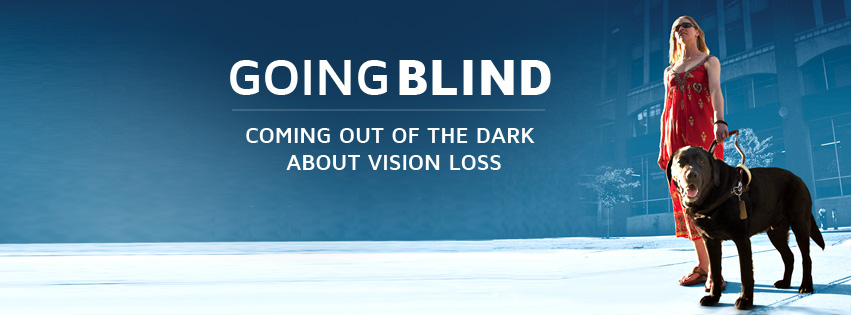 GOING BLIND
COMING OUT OF THE DARK
ABOUT VISION LOSS